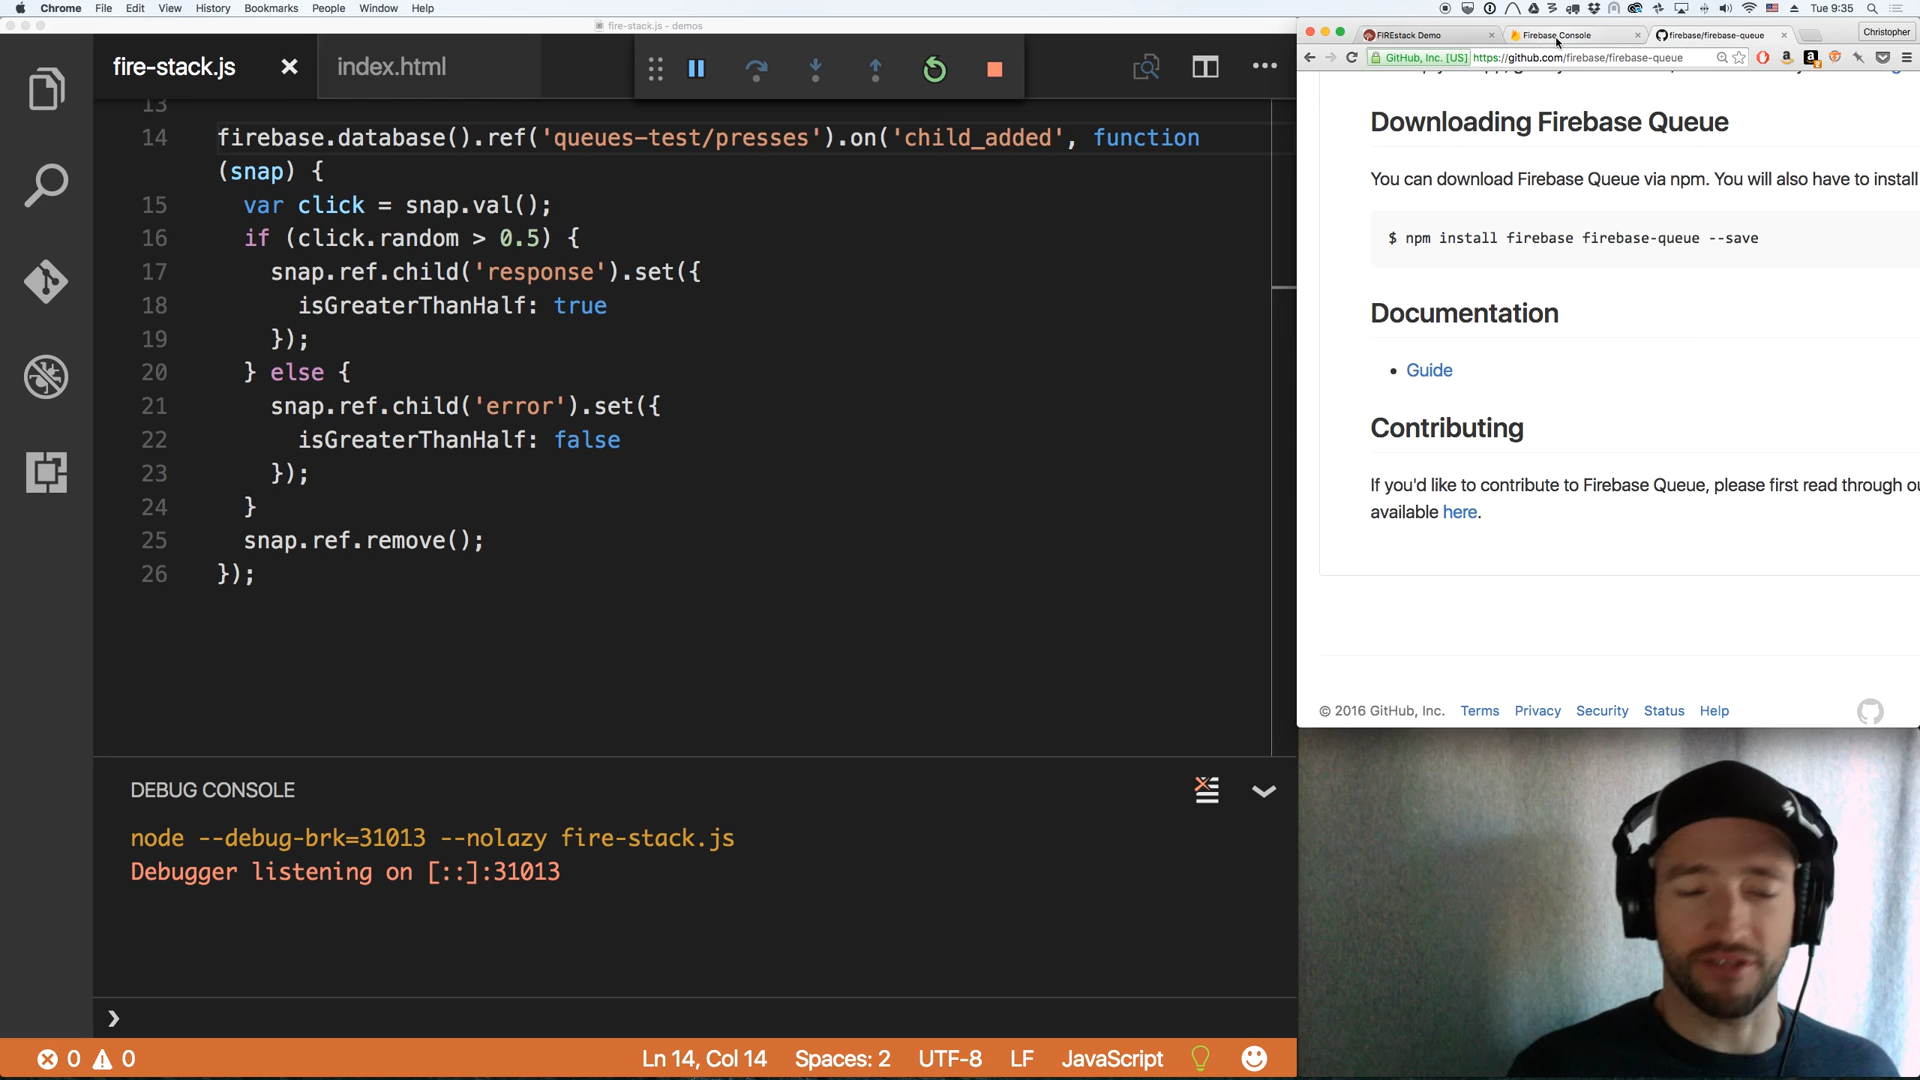 Chrome File Edit View History Bookmarks People Window Help
Tue 9:35
fire-stack.js - demos
fire-stack.js
index.html
13
14 firebase.database().ref('queues-test/presses').on('child_added', function
(snap) {
15 var click = snap.val();
16 if (click.random > 0.5) {
17 snap.ref.child('response').set({
18 isGreaterThanHalf: true
19 });
20 } else {
21 snap.ref.child('error').set({
22 isGreaterThanHalf: false
23 });
24 }
25 snap.ref.remove();
26 });
DEBUG CONSOLE
node --debug-brk=31013 --nolazy fire-stack.js
Debugger listening on [::]:31013
❯
0 0 Ln 14, Col 14 Spaces: 2 UTF-8 LF JavaScript
FIREstack Demo Firebase Console firebase/firebase-queue Christopher
GitHub, Inc. [US] https://github.com/firebase/firebase-queue
Downloading Firebase Queue
You can download Firebase Queue via npm. You will also have to install
$ npm install firebase firebase-queue --save
Documentation
• Guide
Contributing
If you'd like to contribute to Firebase Queue, please first read through
available here.
© 2016 GitHub, Inc. Terms Privacy Security Status Help